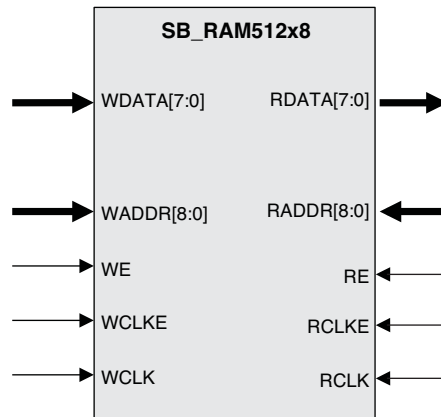 SB_RAM512x8
WDATA[7:0] RDATA[7:0]
WADDR[8:0] RADDR[8:0]
WE RE
WCLKE RCLKE
WCLK RCLK